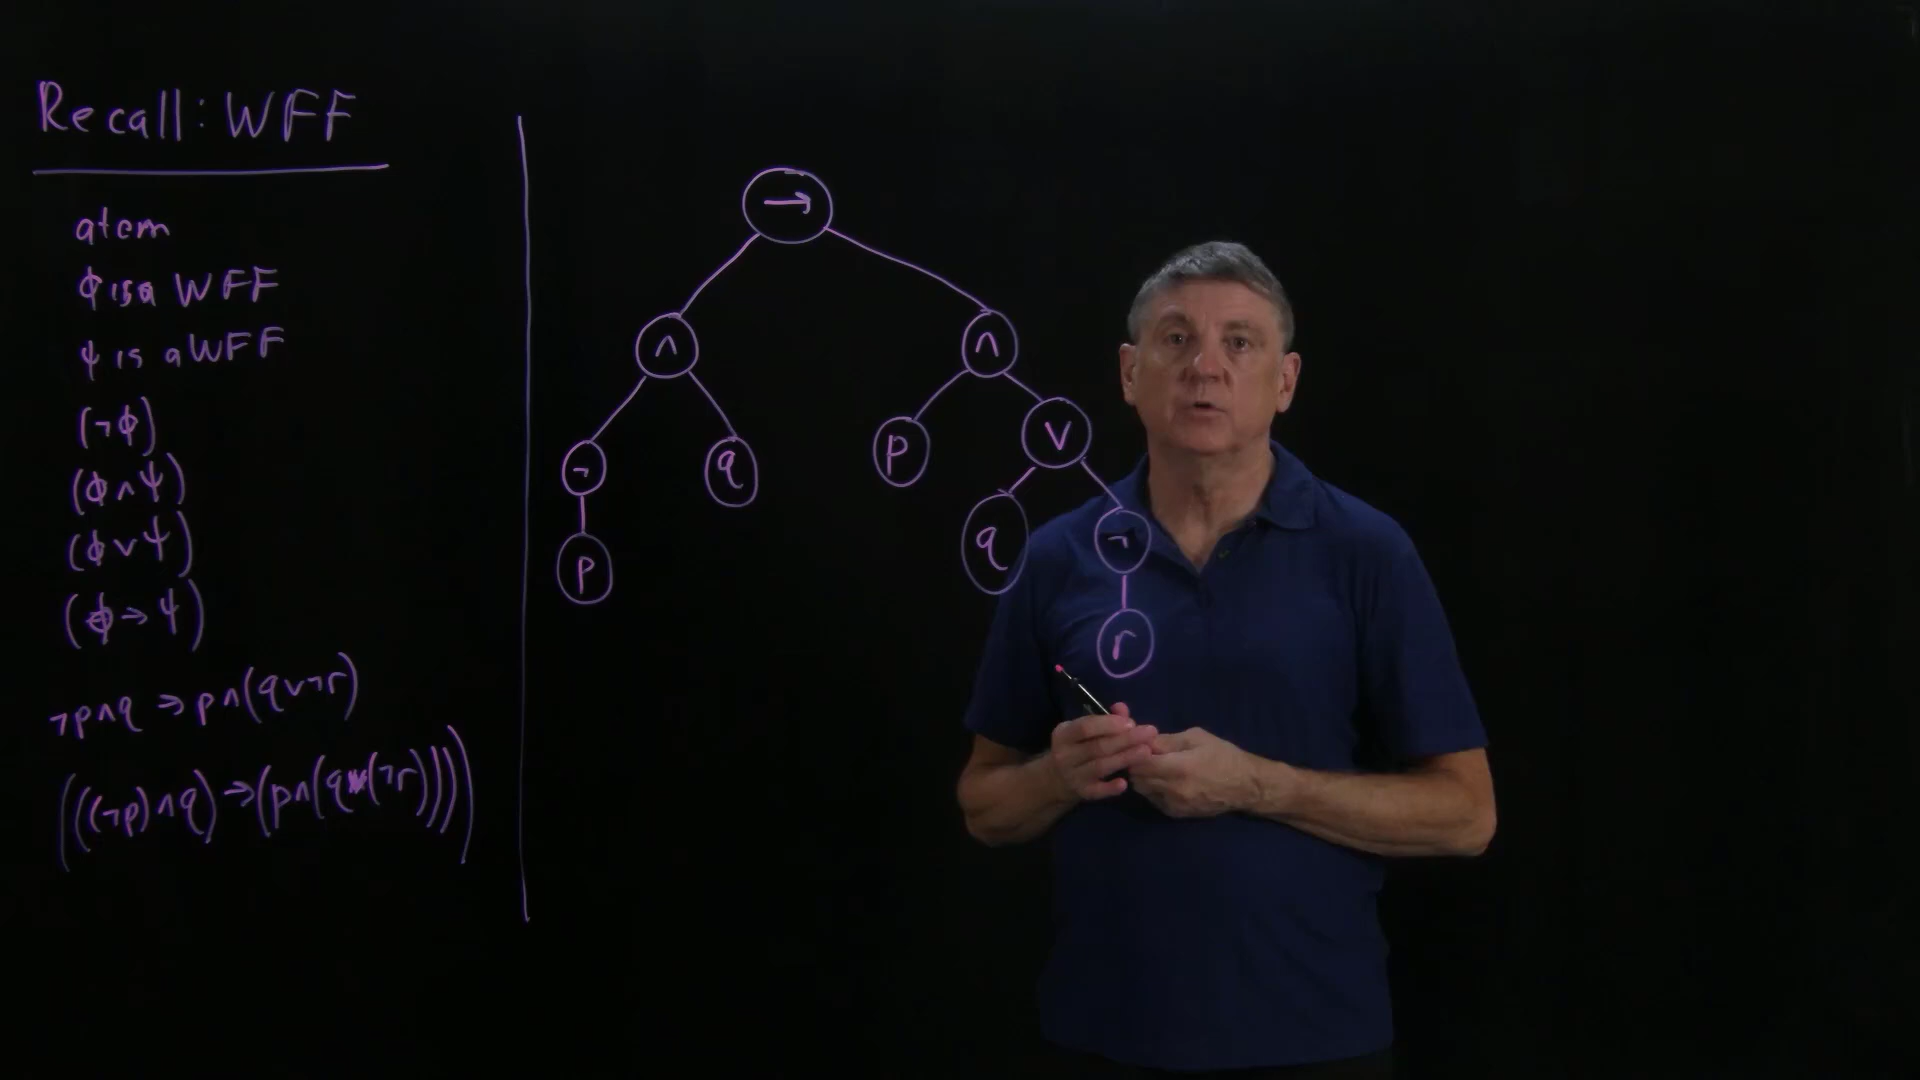 Recall: WFF
atom
ϕ is a WFF
ψ is a WFF
(¬ϕ)
(ϕ∧ψ)
(ϕ∨ψ)
(ϕ→ψ)
¬p∧q → p∧(q∨¬r)
(((¬p)∧q)→(p∧(q∨(¬r))))
→
∧ ∧
∨
¬ q p
q ¬
p
r